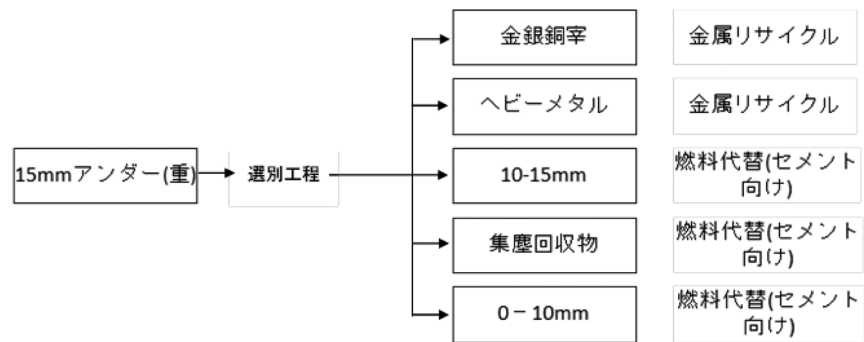 金銀銅宰
金属リサイクル
ヘビーメタル
金属リサイクル
15mmアンダー(重)
選別工程
10-15mm
燃料代替(セメント
向け)
集塵回収物
燃料代替(セメント
向け)
0－10mm
燃料代替(セメント
向け)